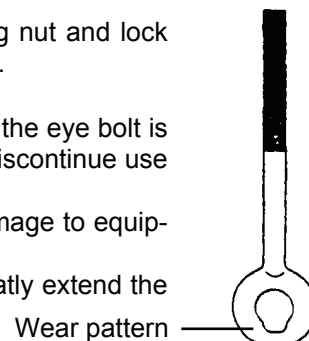 g nut and lock
.
the eye bolt is
iscontinue use
mage to equip-
atly extend the
Wear pattern